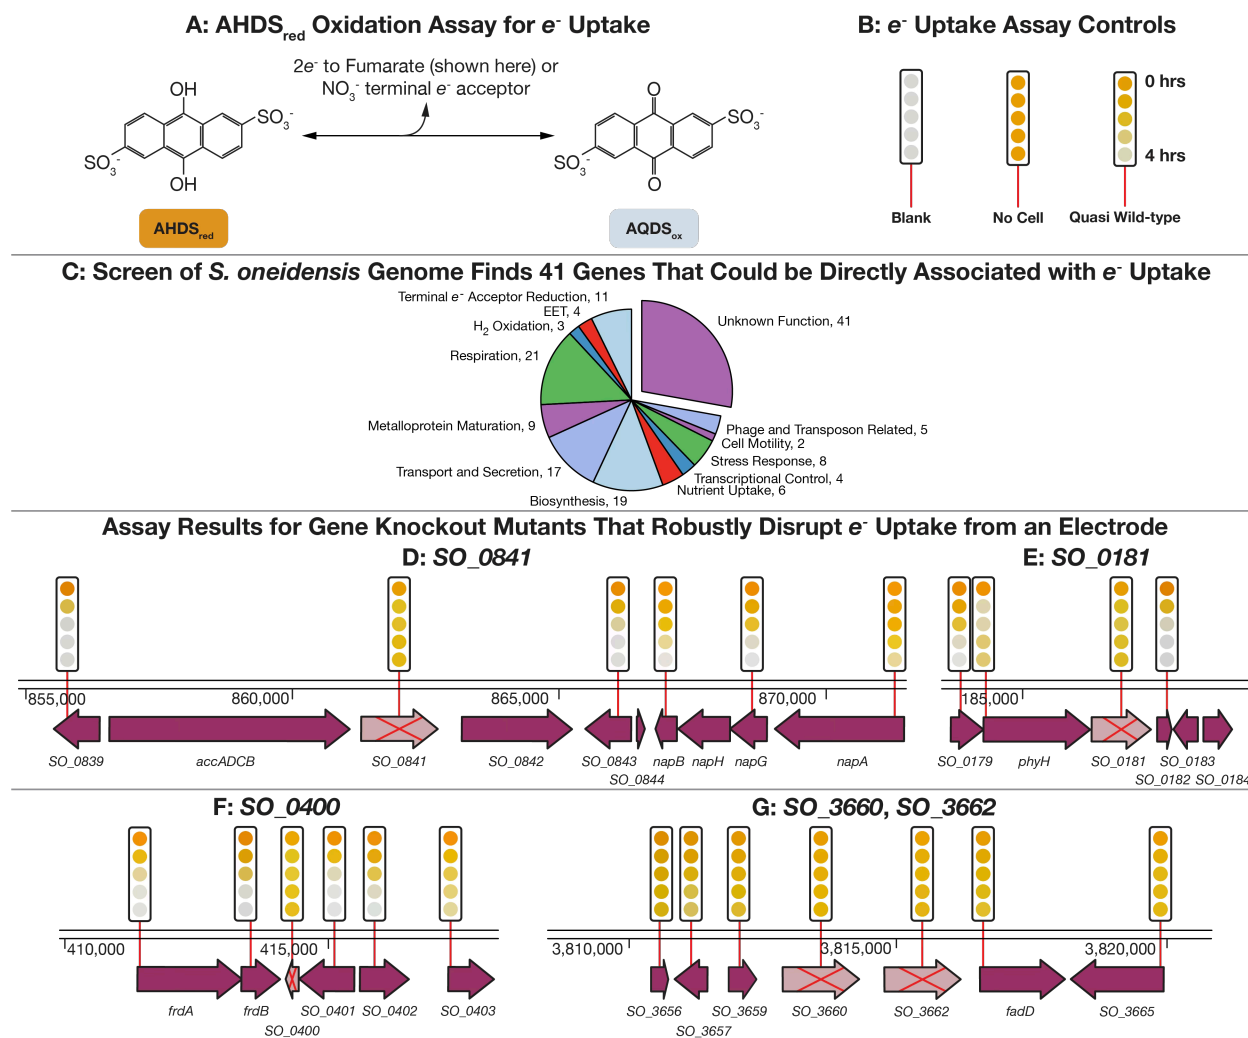 A: AHDSred Oxidation Assay for e- Uptake
B: e- Uptake Assay Controls
2e- to Fumarate (shown here) or
NO3- terminal e- acceptor
OH
SO3-
SO3-
OH
O
SO3-
SO3-
O
AHDSred
AQDSox
0 hrs
4 hrs
Blank
No Cell
Quasi Wild-type
C: Screen of S. oneidensis Genome Finds 41 Genes That Could be Directly Associated with e- Uptake
Terminal e- Acceptor Reduction, 11
EET, 4
H2 Oxidation, 3
Respiration, 21
Metalloprotein Maturation, 9
Transport and Secretion, 17
Biosynthesis, 19
Unknown Function, 41
Phage and Transposon Related, 5
Cell Motility, 2
Stress Response, 8
Transcriptional Control, 4
Nutrient Uptake, 6
Assay Results for Gene Knockout Mutants That Robustly Disrupt e- Uptake from an Electrode
D: SO_0841
E: SO_0181
855,000 860,000 865,000 870,000
185,000
SO_0839 accADCB SO_0841 SO_0842 SO_0843 napB napH napG napA
SO_0844
SO_0179 phyH SO_0181 SO_0183
SO_0182 SO_0184
F: SO_0400
G: SO_3660, SO_3662
410,000 415,000
3,810,000 3,815,000 3,820,000
frdA frdB SO_0401 SO_0402 SO_0403
SO_0400
SO_3656 SO_3659 SO_3660 SO_3662 fadD SO_3665
SO_3657